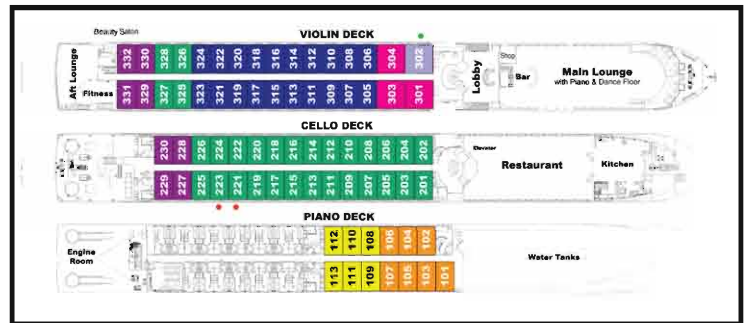 Beauty Salon
VIOLIN DECK
332 330 328 326 324 322 320 318 316 314 312 310 308 306 304 302
Aft Lounge
Fitness
331 329 327 325 323 321 319 317 315 313 311 309 307 305 303 301
Lobby
Shop
Bar
Main Lounge
with Piano & Dance Floor
CELLO DECK
230 228 226 224 222 220 218 216 214 212 210 208 206 204 202
229 227 225 223 221 219 217 215 213 211 209 207 205 203 201
Elevator
Restaurant
Kitchen
PIANO DECK
Engine
Room
112 110 108 106 104 102
113 111 109 107 105 103 101
Water Tanks